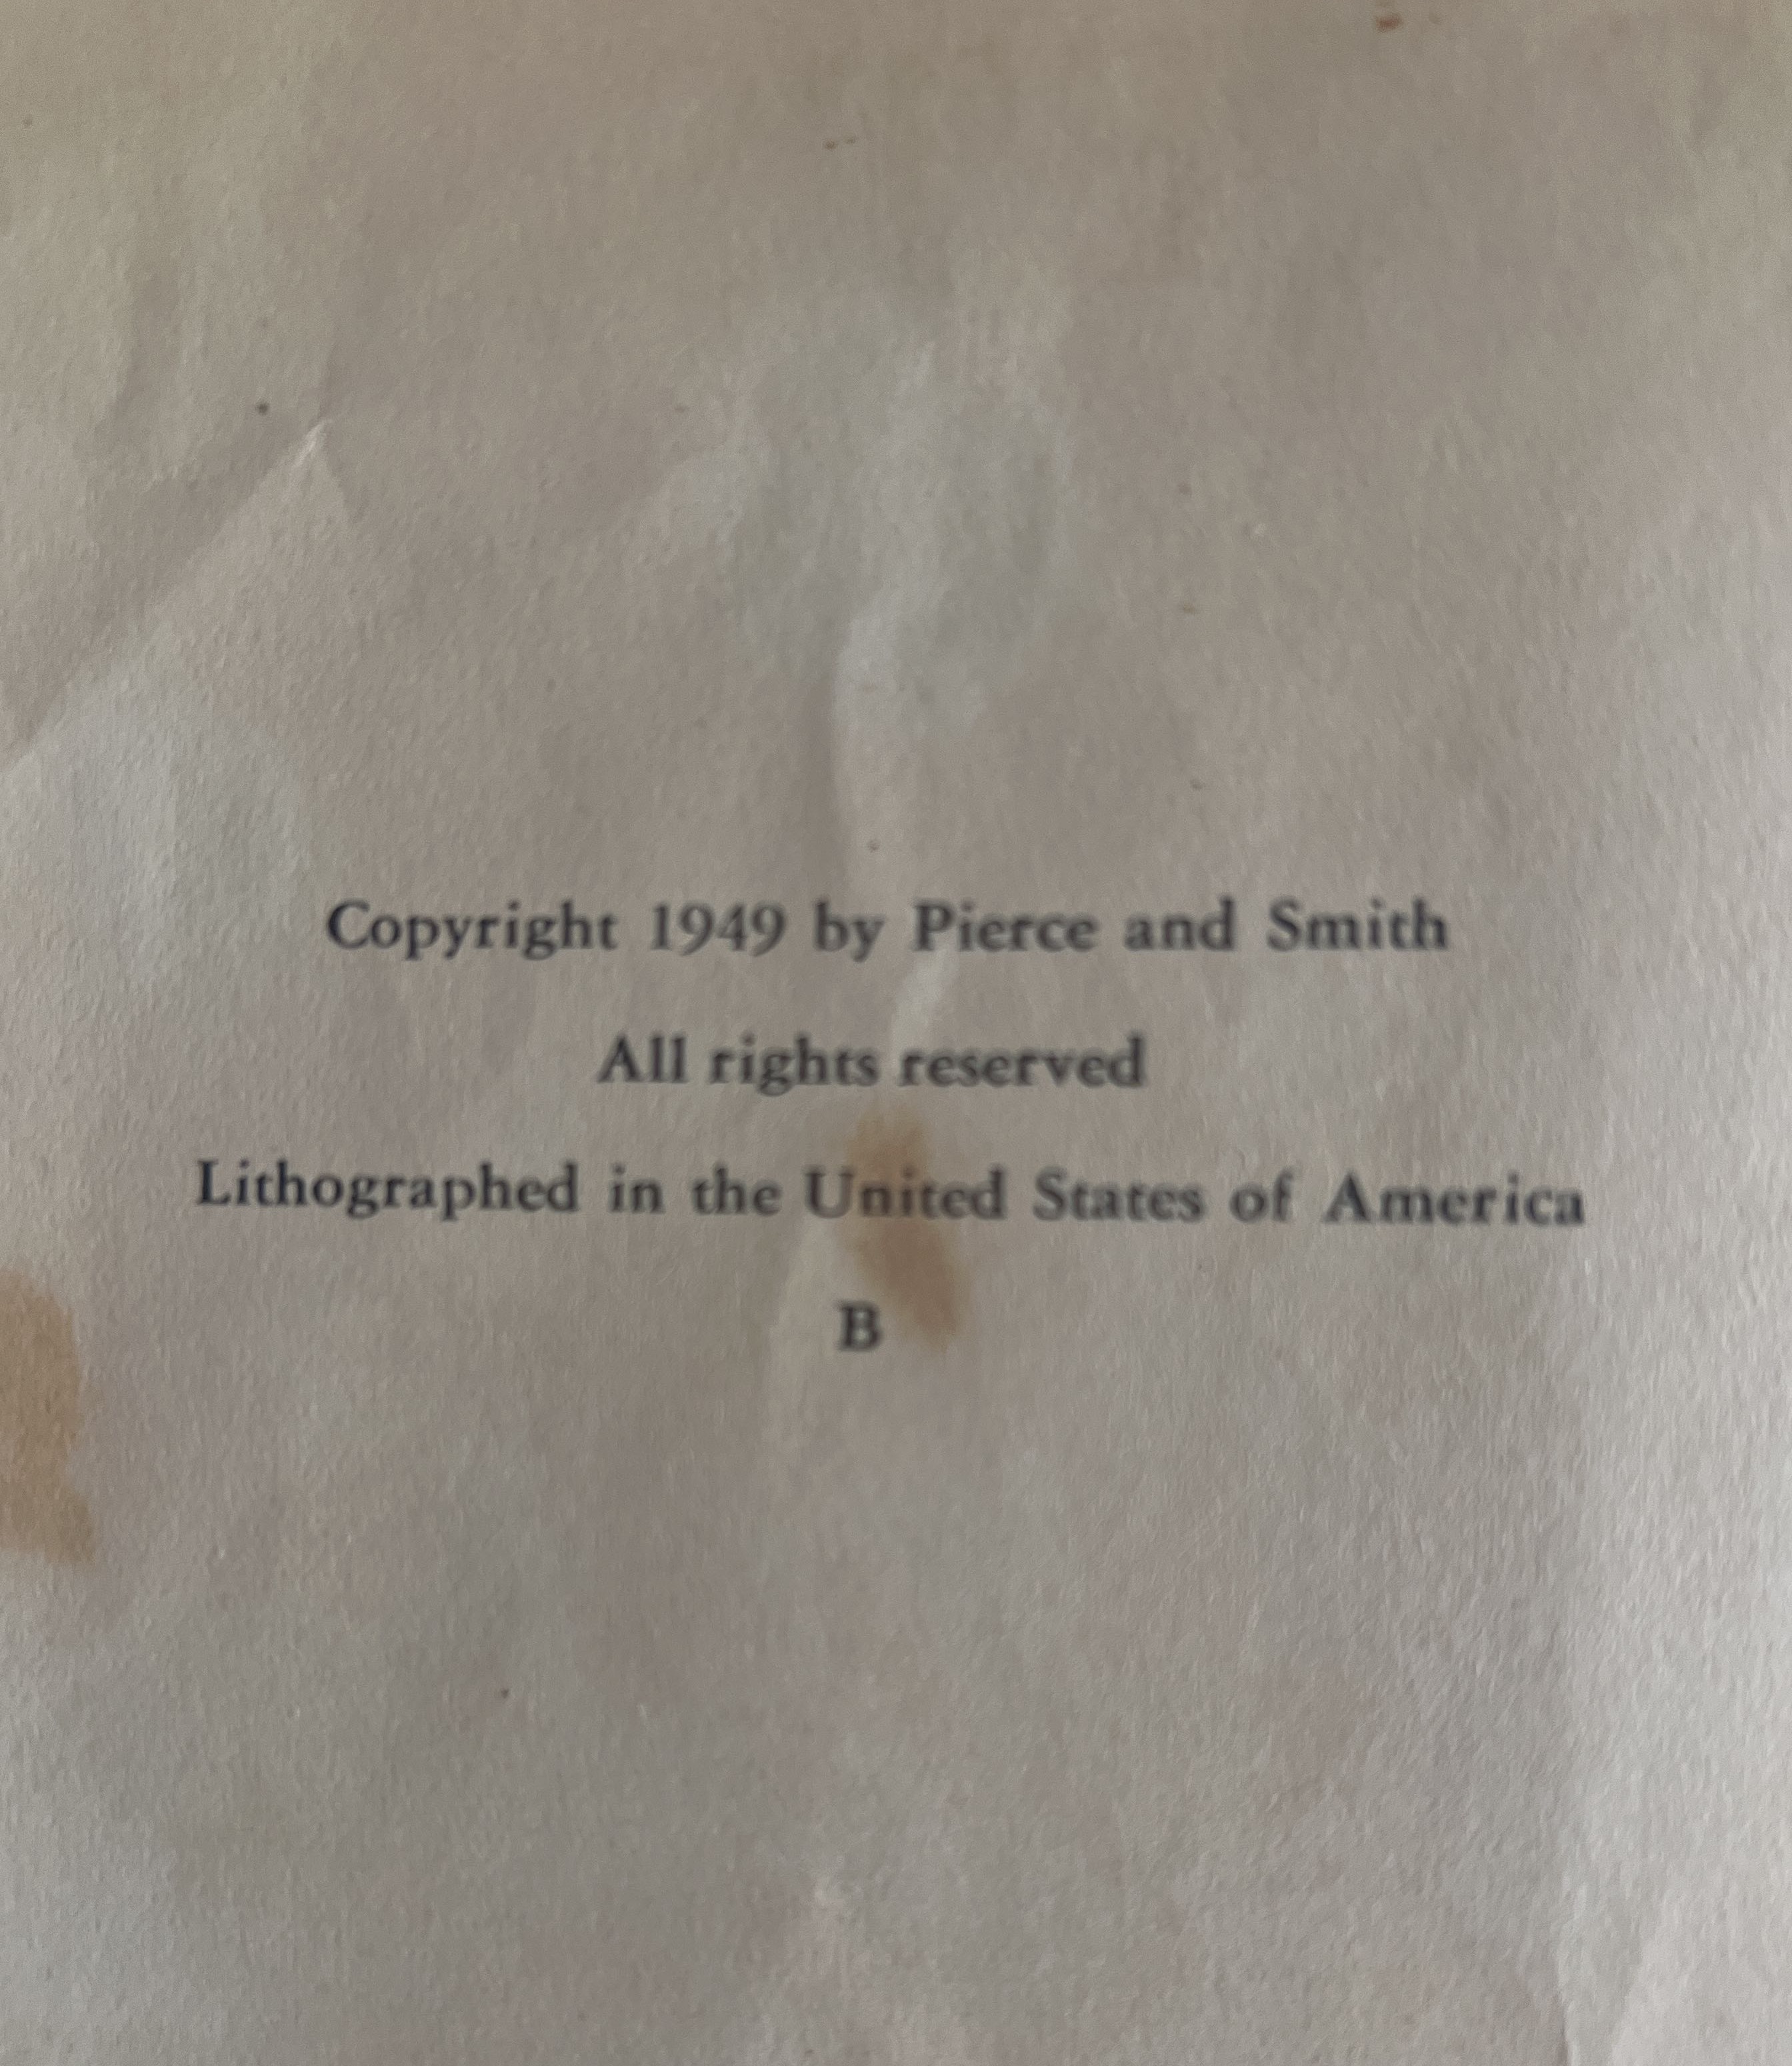 Copyright 1949 by Pierce and Smith
All rights reserved
Lithographed in the United States of America
B